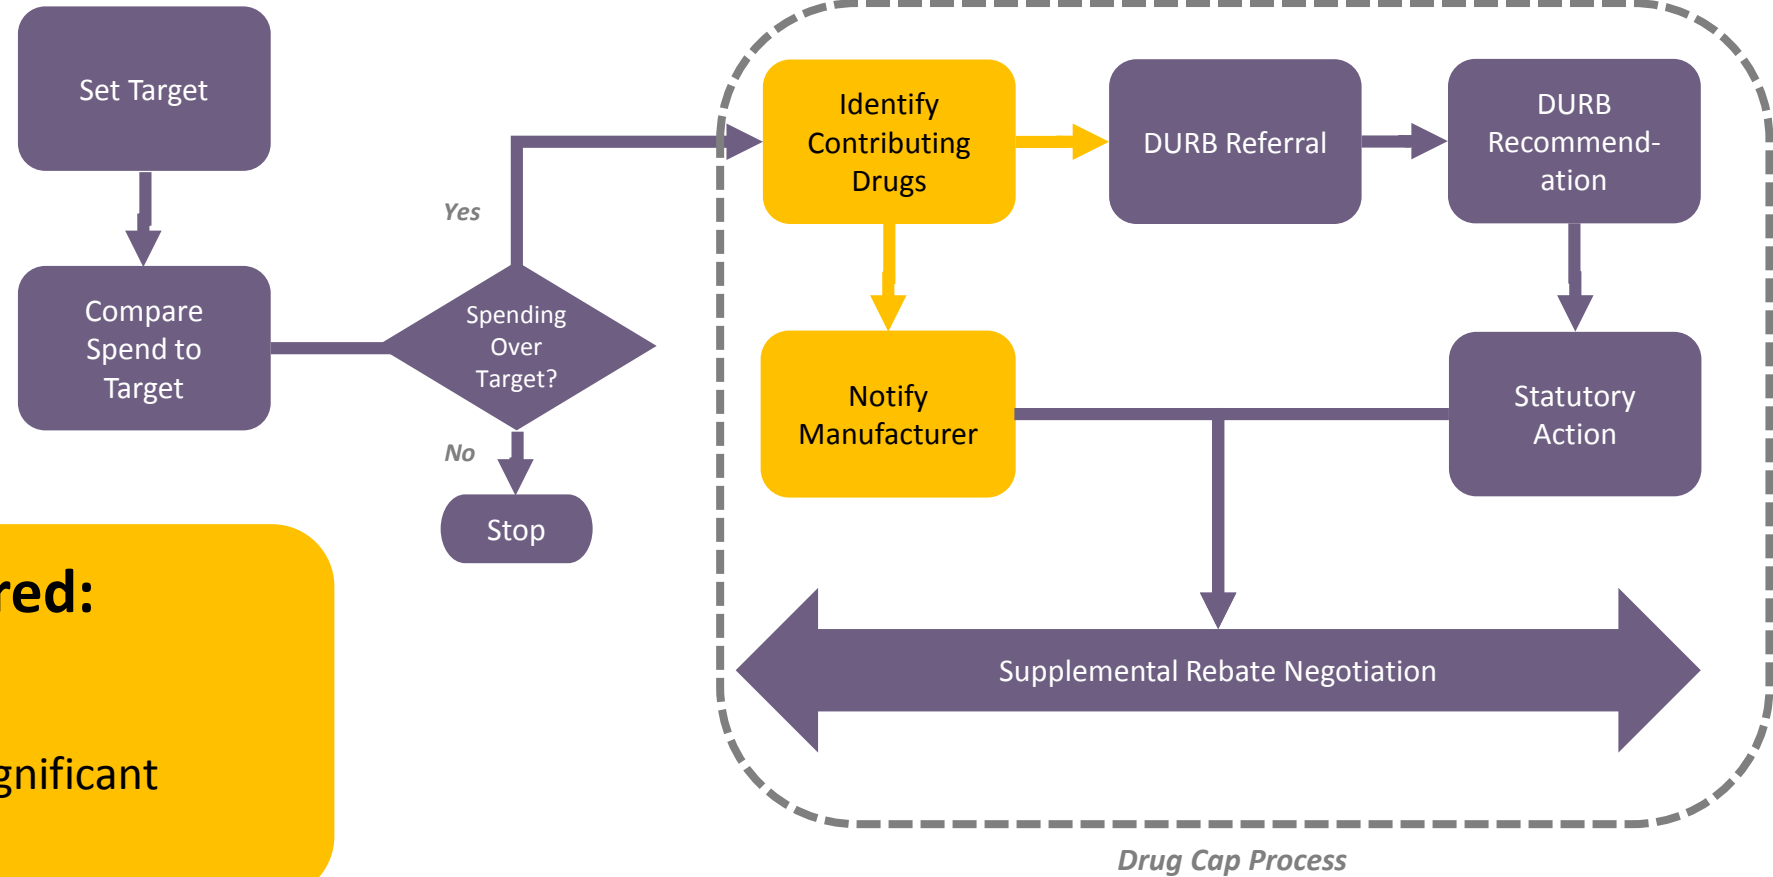 Set Target
Compare
Spend to
Target
Spending
Over
Target?
Yes
No
Stop
Identify
Contributing
Drugs
DURB Referral
DURB
Recommend-
ation
Notify
Manufacturer
Statutory
Action
Supplemental Rebate Negotiation
Drug Cap Process
red:
gnificant